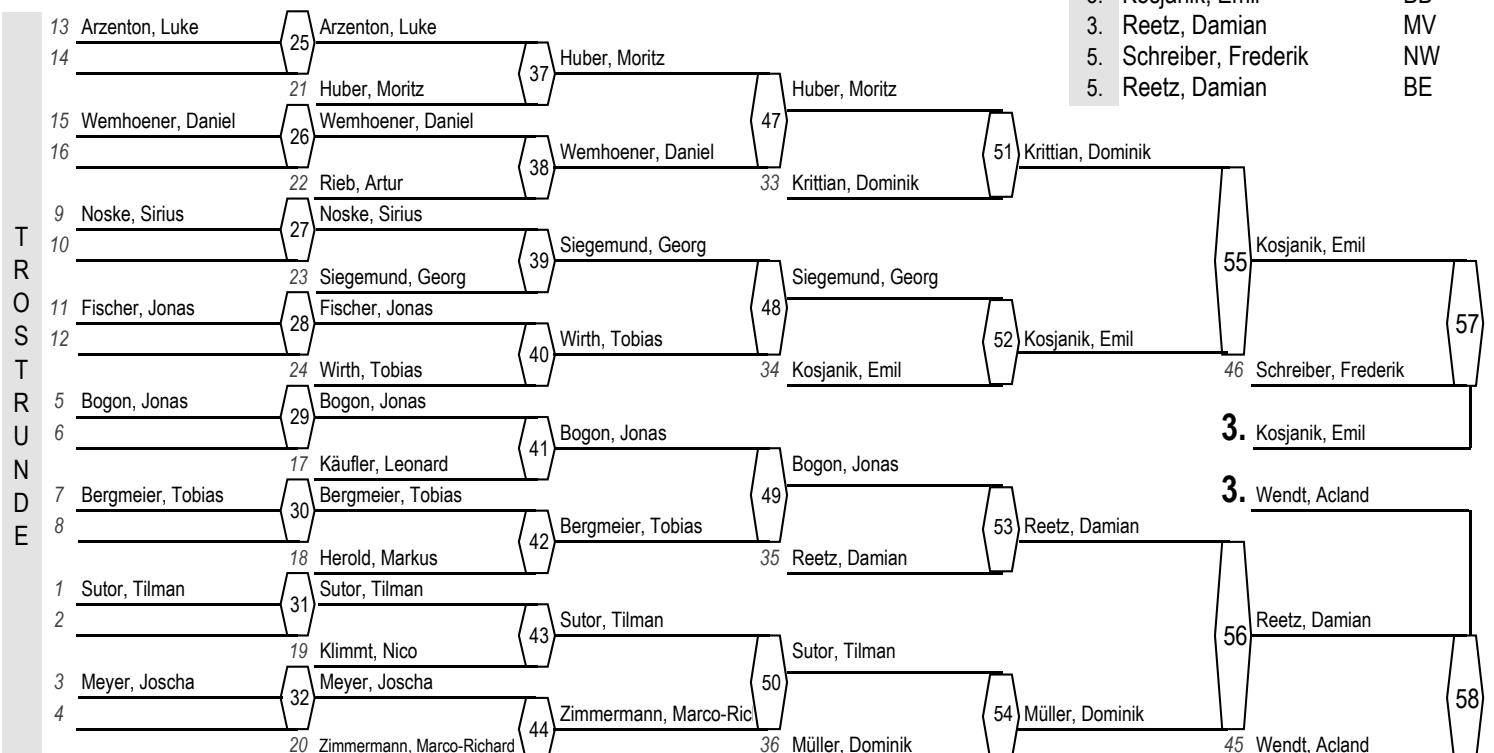 3. Kosjanik, Emil BB
3. Reetz, Damian MV
5. Schreiber, Frederik NW
5. Reetz, Damian BE
TROSTRUNDE
13 Arzenton, Luke 25 Arzenton, Luke
14 37 Huber, Moritz
21 Huber, Moritz Huber, Moritz
15 Wemhoener, Daniel 26 Wemhoener, Daniel 47
16 38 Wemhoener, Daniel 51 Krittian, Dominik
22 Rieb, Artur 33 Krittian, Dominik
9 Noske, Sirius 27 Noske, Sirius
10 39 Siegemund, Georg 55 Kosjanik, Emil
23 Siegemund, Georg Siegemund, Georg
11 Fischer, Jonas 28 Fischer, Jonas 48 57
12 40 Wirth, Tobias 52 Kosjanik, Emil
24 Wirth, Tobias 34 Kosjanik, Emil 46 Schreiber, Frederik
5 Bogon, Jonas 29 Bogon, Jonas
6 41 Bogon, Jonas 3. Kosjanik, Emil
17 Käufler, Leonard Bogon, Jonas
7 Bergmeier, Tobias 30 Bergmeier, Tobias 49 3. Wendt, Acland
8 42 Bergmeier, Tobias 53 Reetz, Damian
18 Herold, Markus 35 Reetz, Damian
1 Sutor, Tilman 31 Sutor, Tilman
2 43 Sutor, Tilman 56 Reetz, Damian
19 Klimmt, Nico Sutor, Tilman
3 Meyer, Joscha 32 Meyer, Joscha 50 58
4 44 Zimmermann, Marco-Ric 54 Müller, Dominik
20 Zimmermann, Marco-Richard 36 Müller, Dominik 45 Wendt, Acland